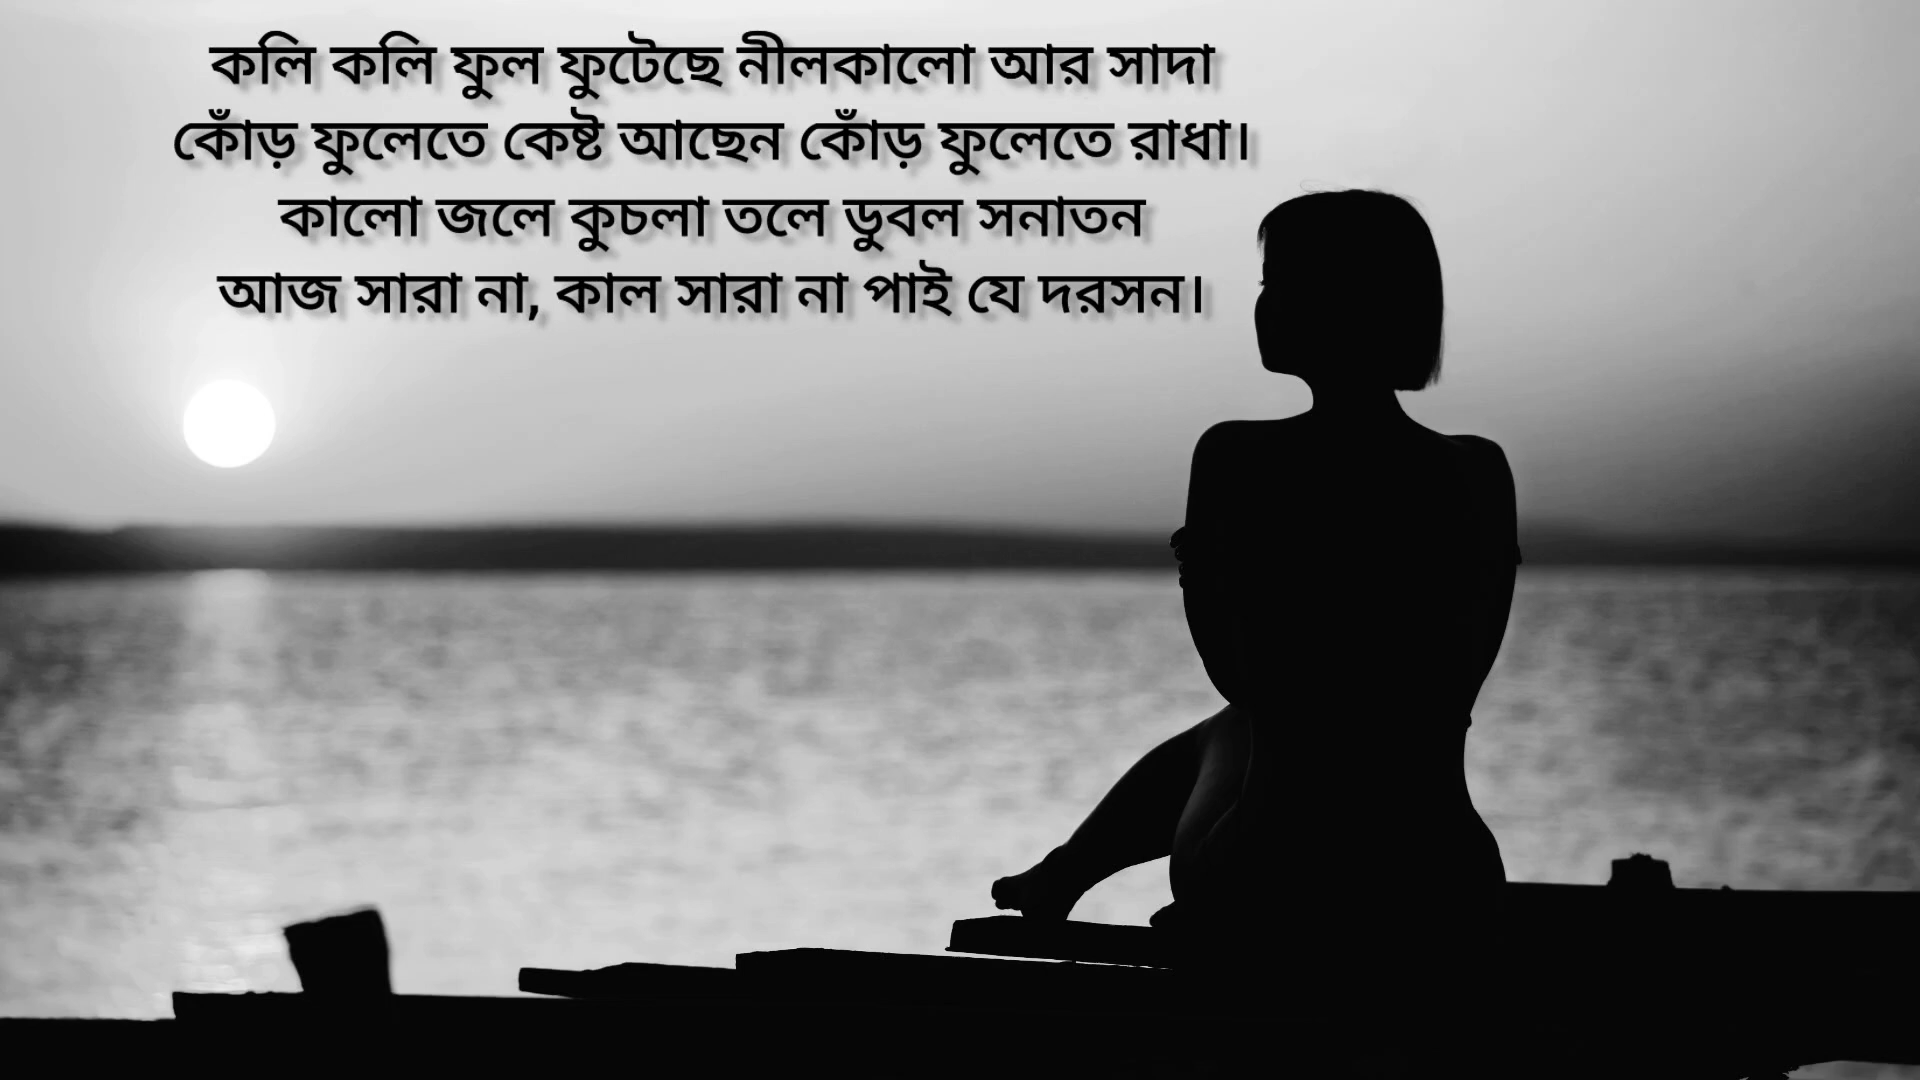 কলি কলি ফুল ফুটেছে নীলকালো আর সাদা
কোঁড় ফুলেতে কেষ্ট আছেন কোঁড় ফুলেতে রাধা।
কালো জলে কুচলা তলে ডুবল সনাতন
আজ সারা না, কাল সারা না পাই যে দরসন।